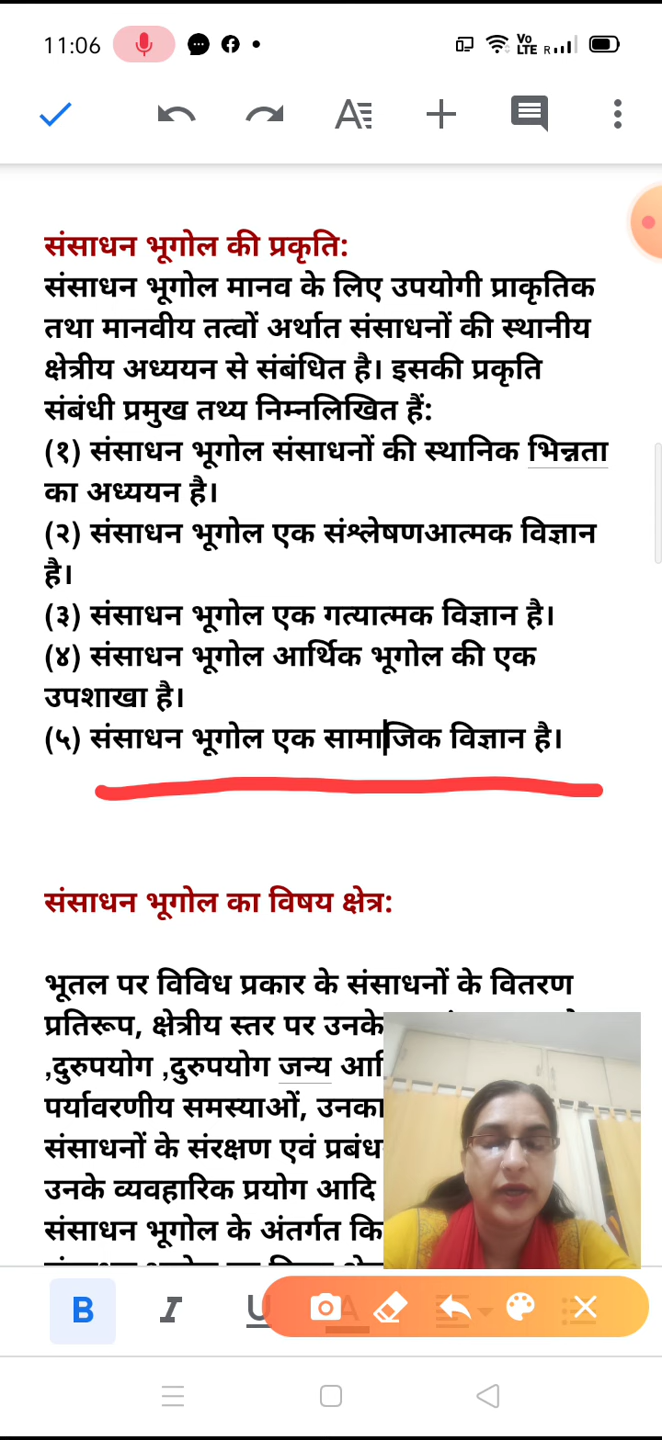 11:06
Vo
LTE R
संसाधन भूगोल की प्रकृति:
संसाधन भूगोल मानव के लिए उपयोगी प्राकृतिक
तथा मानवीय तत्वों अर्थात संसाधनों की स्थानीय
क्षेत्रीय अध्ययन से संबंधित है। इसकी प्रकृति
संबंधी प्रमुख तथ्य निम्नलिखित हैं:
(१) संसाधन भूगोल संसाधनों की स्थानिक भिन्नता
का अध्ययन है।
(२) संसाधन भूगोल एक संश्लेषणआत्मक विज्ञान
है।
(३) संसाधन भूगोल एक गत्यात्मक विज्ञान है।
(४) संसाधन भूगोल आर्थिक भूगोल की एक
उपशाखा है।
(५) संसाधन भूगोल एक सामाजिक विज्ञान है।
संसाधन भूगोल का विषय क्षेत्र:
भूतल पर विविध प्रकार के संसाधनों के वितरण
प्रतिरूप, क्षेत्रीय स्तर पर उनके
,दुरुपयोग ,दुरुपयोग जन्य
पर्यावरणीय समस्याओं, उनका
संसाधनों के संरक्षण एवं
उनके व्यवहारिक प्रयोग आदि
संसाधन भूगोल के अंतर्गत
B I U A